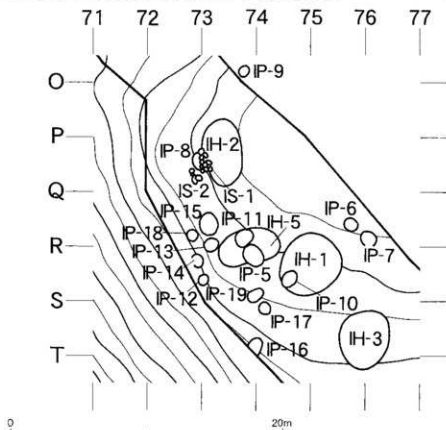 71 72 73 74 75 76 77
O
IP-9
P
IP-8
IH-2
Q
IS-2
IS-1
IP-15
IP-11
IH-5
IP-6
IP-18
R
IP-13
IP-7
IH-1
IP-14
IP-5
IP-12
IP-19
IP-10
S
IP-17
IP-16
IH-3
T
0 20m